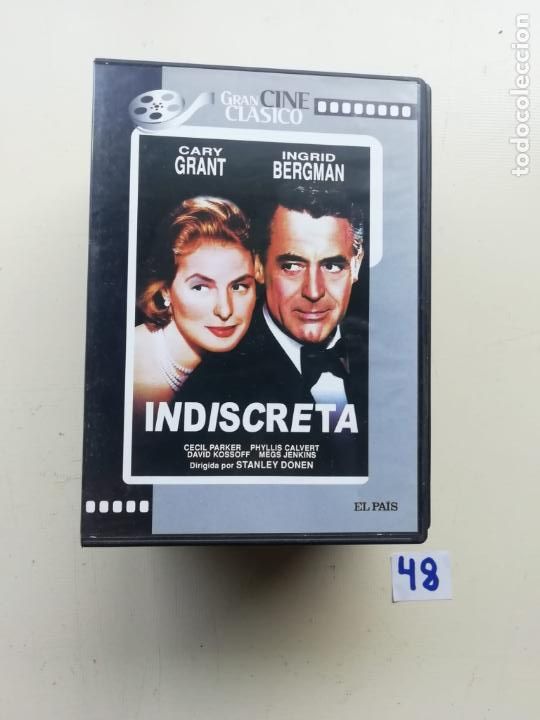 GRAN CINE
CLASICO
CARY INGRID
GRANT BERGMAN
INDISCRETA
CECIL PARKER PHYLLIS CALVERT
DAVID KOSSOFF MEGS JENKINS
Dirigida por STANLEY DONEN
EL PAÍS
48
todocoleccion